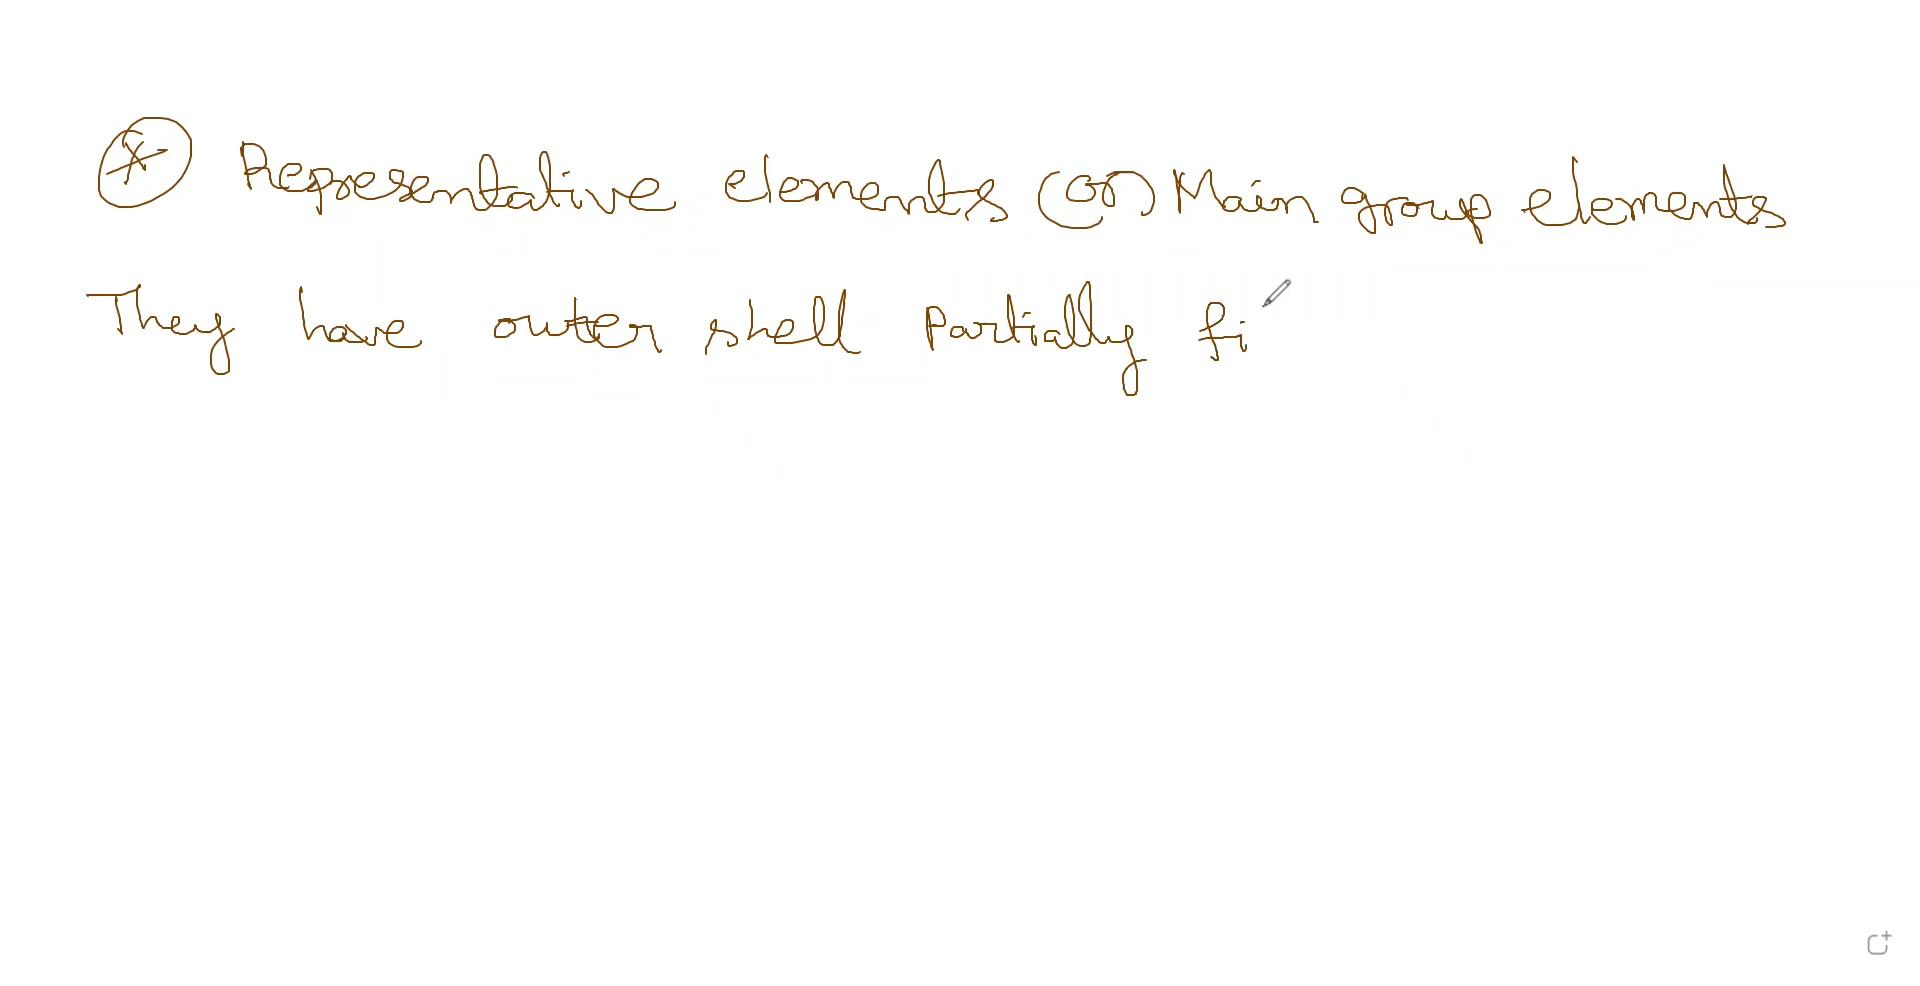 * Representative elements (or) Main group elements
They have outer shell Partially fi